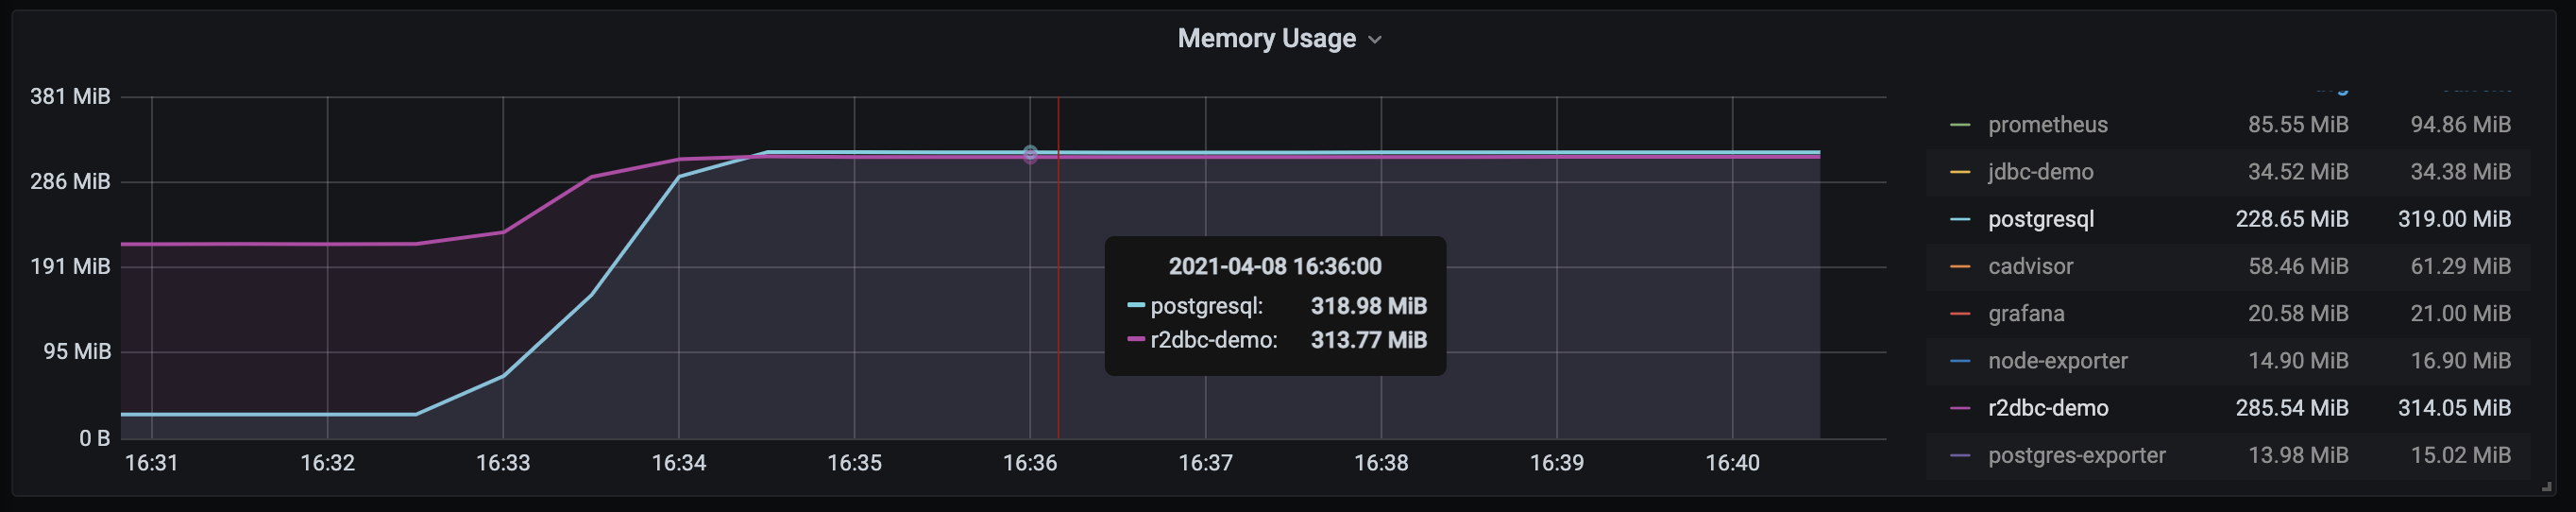 Memory Usage
381 MiB
286 MiB
191 MiB
95 MiB
0 B
16:31 16:32 16:33 16:34 16:35 16:36 16:37 16:38 16:39 16:40
2021-04-08 16:36:00
postgresql: 318.98 MiB
r2dbc-demo: 313.77 MiB
prometheus 85.55 MiB 94.86 MiB
jdbc-demo 34.52 MiB 34.38 MiB
postgresql 228.65 MiB 319.00 MiB
cadvisor 58.46 MiB 61.29 MiB
grafana 20.58 MiB 21.00 MiB
node-exporter 14.90 MiB 16.90 MiB
r2dbc-demo 285.54 MiB 314.05 MiB
postgres-exporter 13.98 MiB 15.02 MiB